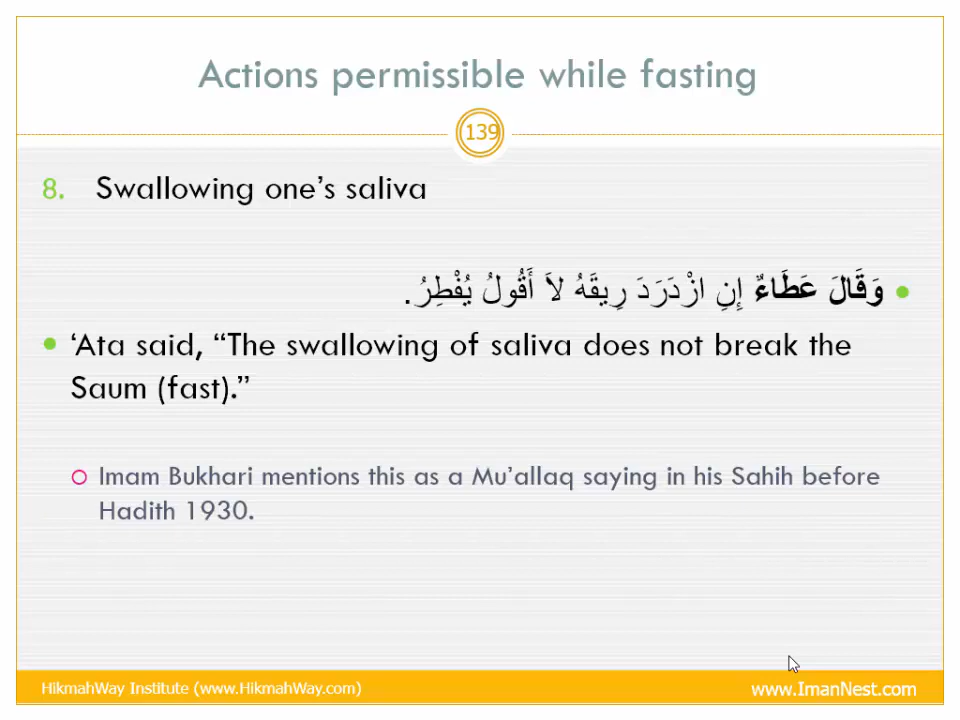 Actions permissible while fasting
139
8. Swallowing one's saliva
• وَقَالَ عَطَاءٌ إِنِ ازْدَرَدَ رِيقَهُ لاَ أَقُولُ يُفْطِرُ.
• ‘Ata said, “The swallowing of saliva does not break the
Saum (fast).”
Imam Bukhari mentions this as a Mu’allaq saying in his Sahih before
Hadith 1930.
HikmahWay Institute (www.HikmahWay.com)
www.ImanNest.com